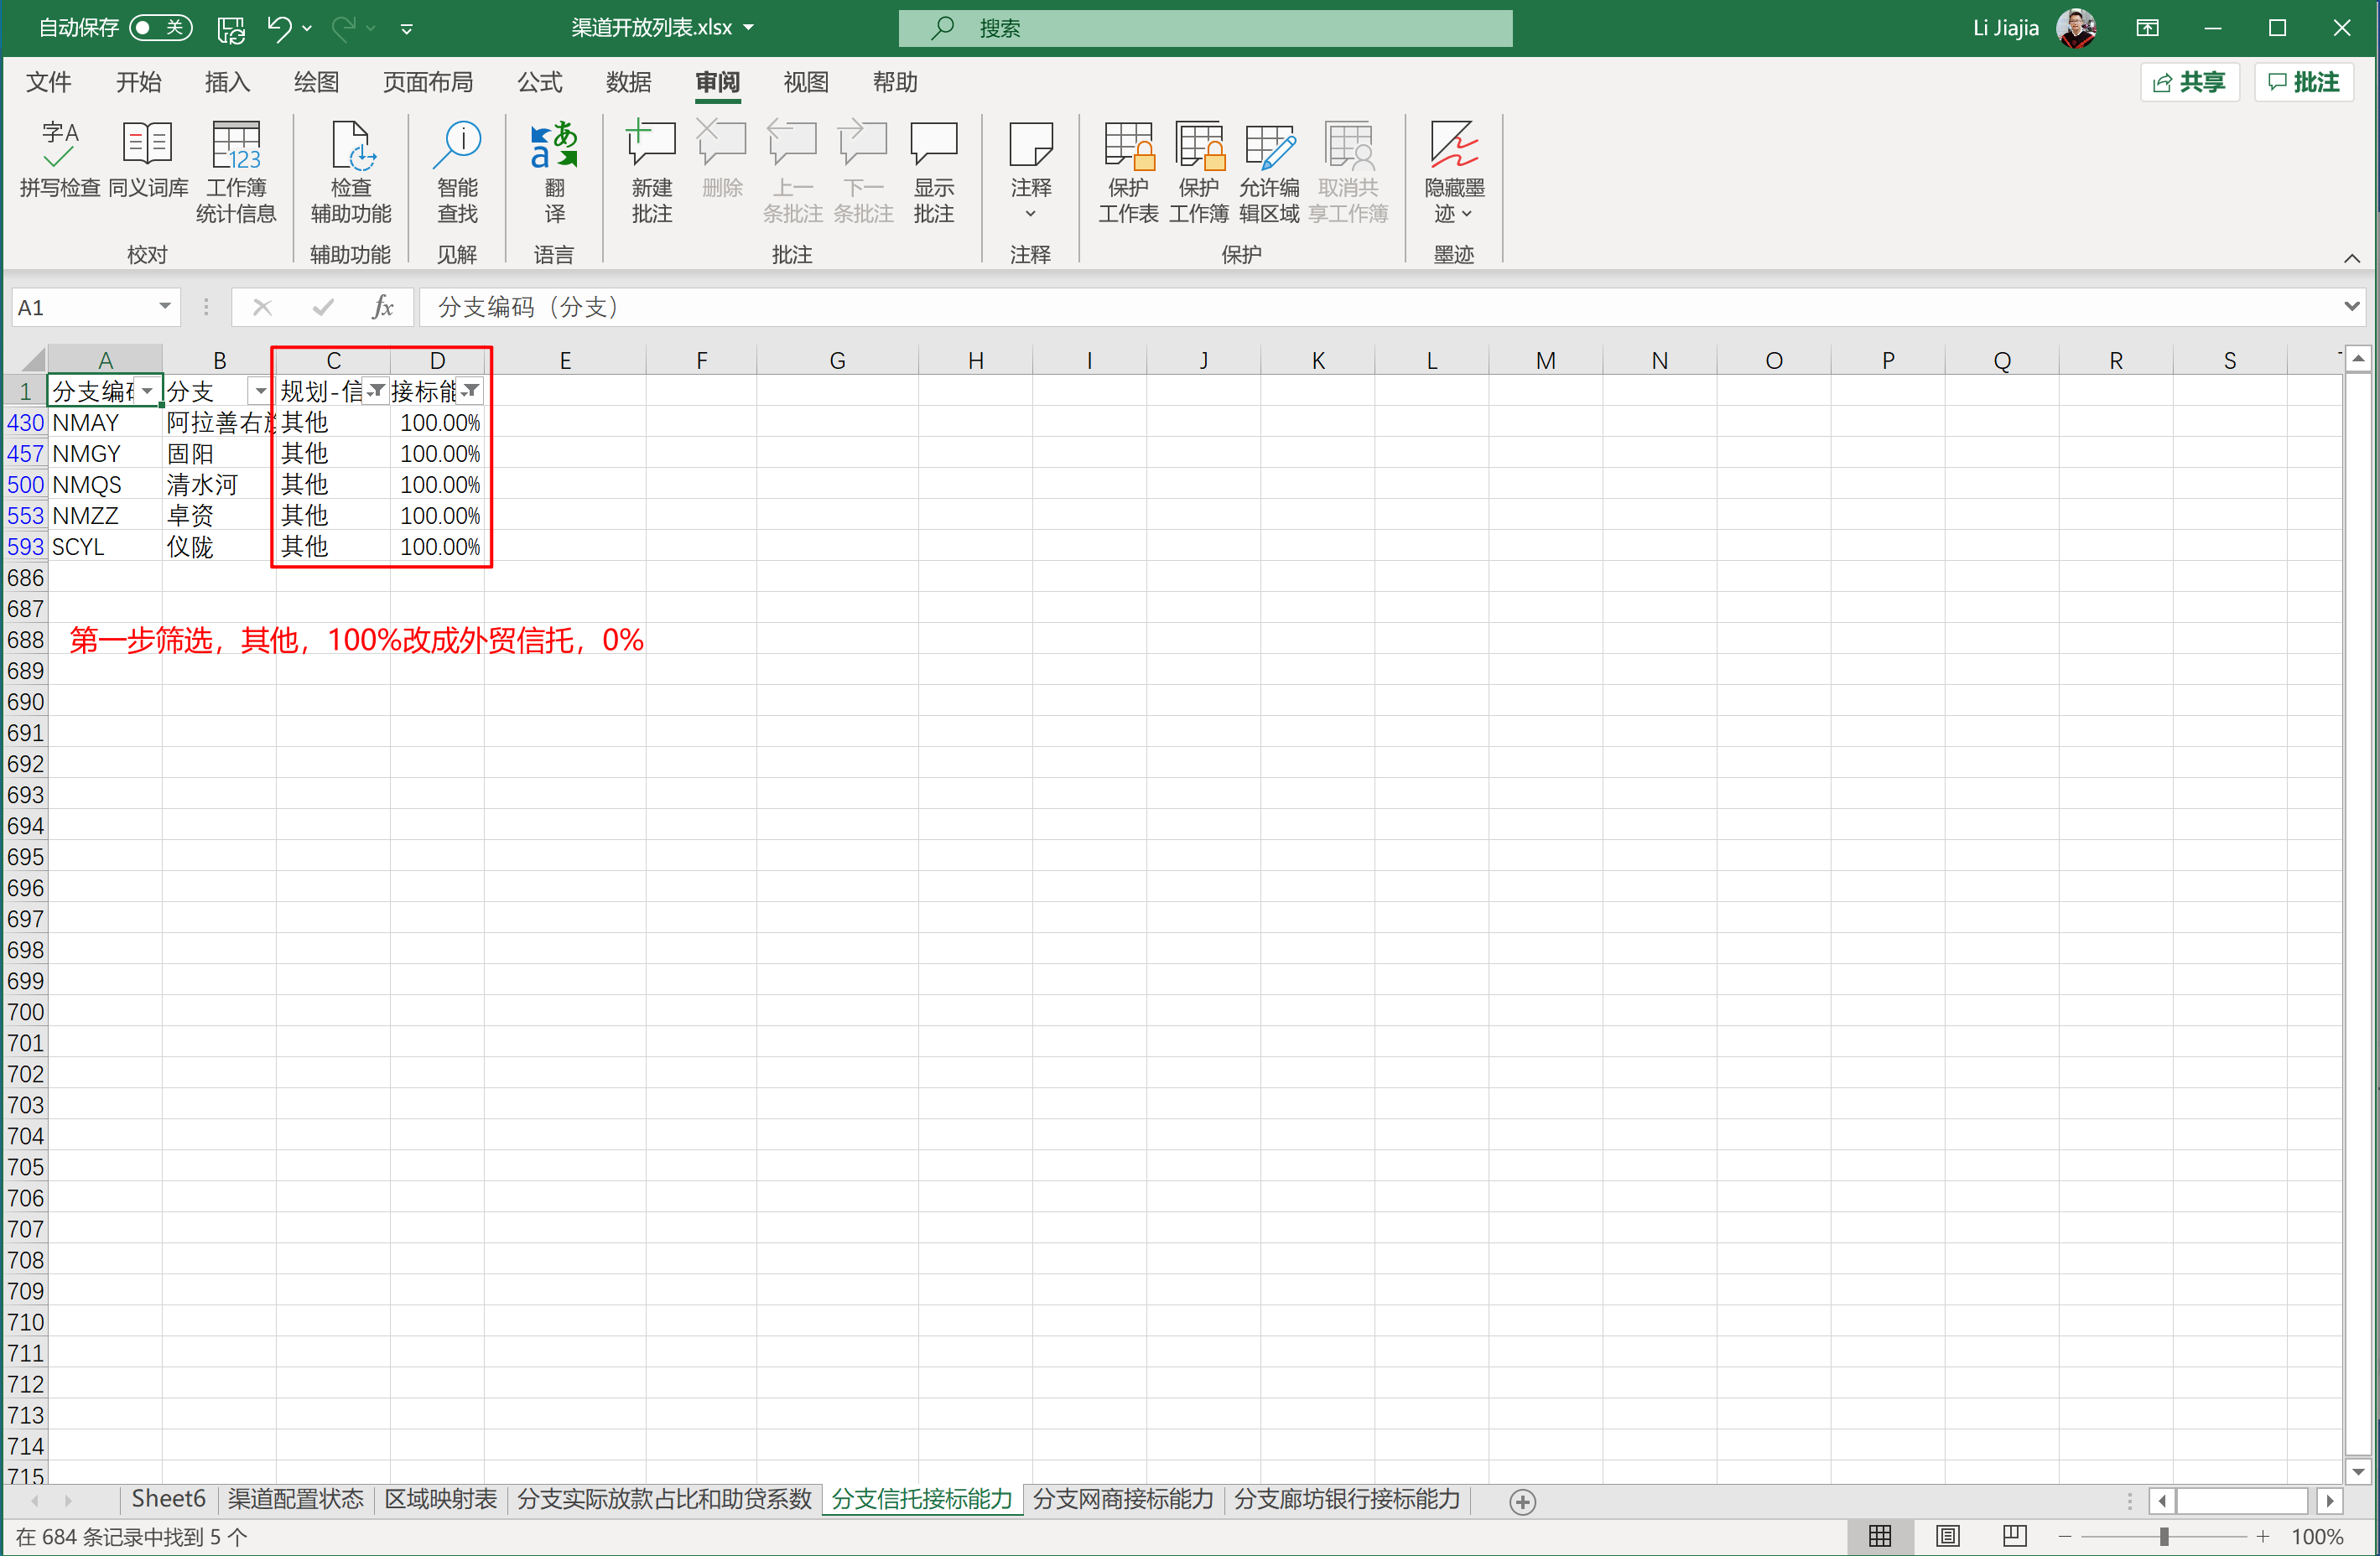 自动保存 关 渠道开放列表.xlsx 搜索 Li Jiajia
文件 开始 插入 绘图 页面布局 公式 数据 审阅 视图 帮助 共享 批注
拼写检查 同义词库 工作簿统计信息 检查辅助功能 智能查找 翻译 新建批注 删除 上一条批注 下一条批注 显示批注 注释 保护工作表 保护工作簿 允许编辑区域 取消共享工作簿 隐藏墨迹
校对 辅助功能 见解 语言 批注 注释 保护 墨迹
A1 fx 分支编码（分支）
A B C D E F G H I J K L M N O P Q R S
1 分支编 分支 规划-信 接标能
430 NMAY 阿拉善右 其他 100.00%
457 NMGY 固阳 其他 100.00%
500 NMQS 清水河 其他 100.00%
553 NMZZ 卓资 其他 100.00%
593 SCYL 仪陇 其他 100.00%
686
687
688 第一步筛选，其他，100%改成外贸信托，0%
689
690
691
692
693
694
695
696
697
698
699
700
701
702
703
704
705
706
707
708
709
710
711
712
713
714
715
Sheet6 渠道配置状态 区域映射表 分支实际放款占比和助贷系数 分支信托接标能力 分支网商接标能力 分支廊坊银行接标能力
在 684 条记录中找到 5 个 100%